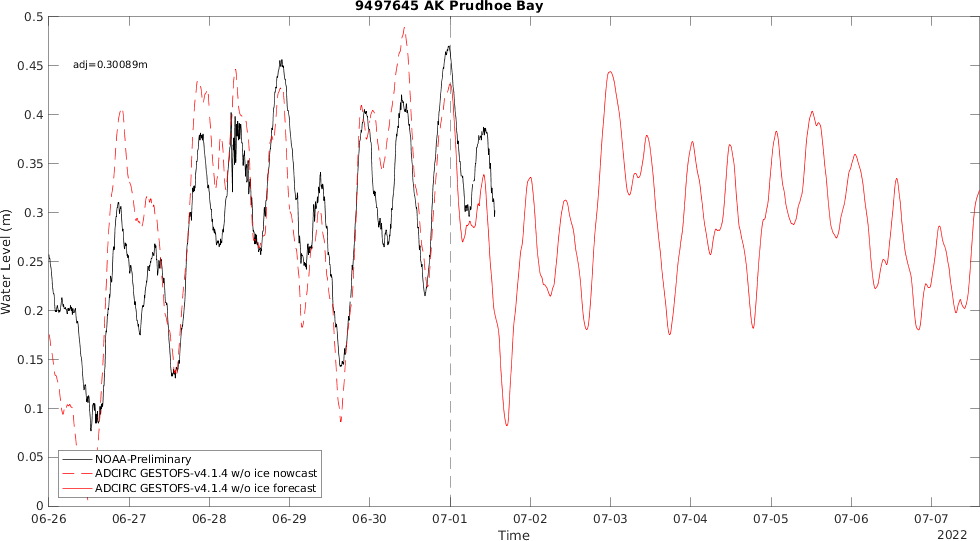 9497645 AK Prudhoe Bay
0.5
0.45
0.4
0.35
0.3
0.25
0.2
0.15
0.1
0.05
0
Water Level (m)
adj=0.30089m
NOAA-Preliminary
ADCIRC GESTOFS-v4.1.4 w/o ice nowcast
ADCIRC GESTOFS-v4.1.4 w/o ice forecast
06-26 06-27 06-28 06-29 06-30 07-01 07-02 07-03 07-04 07-05 07-06 07-07
Time
2022